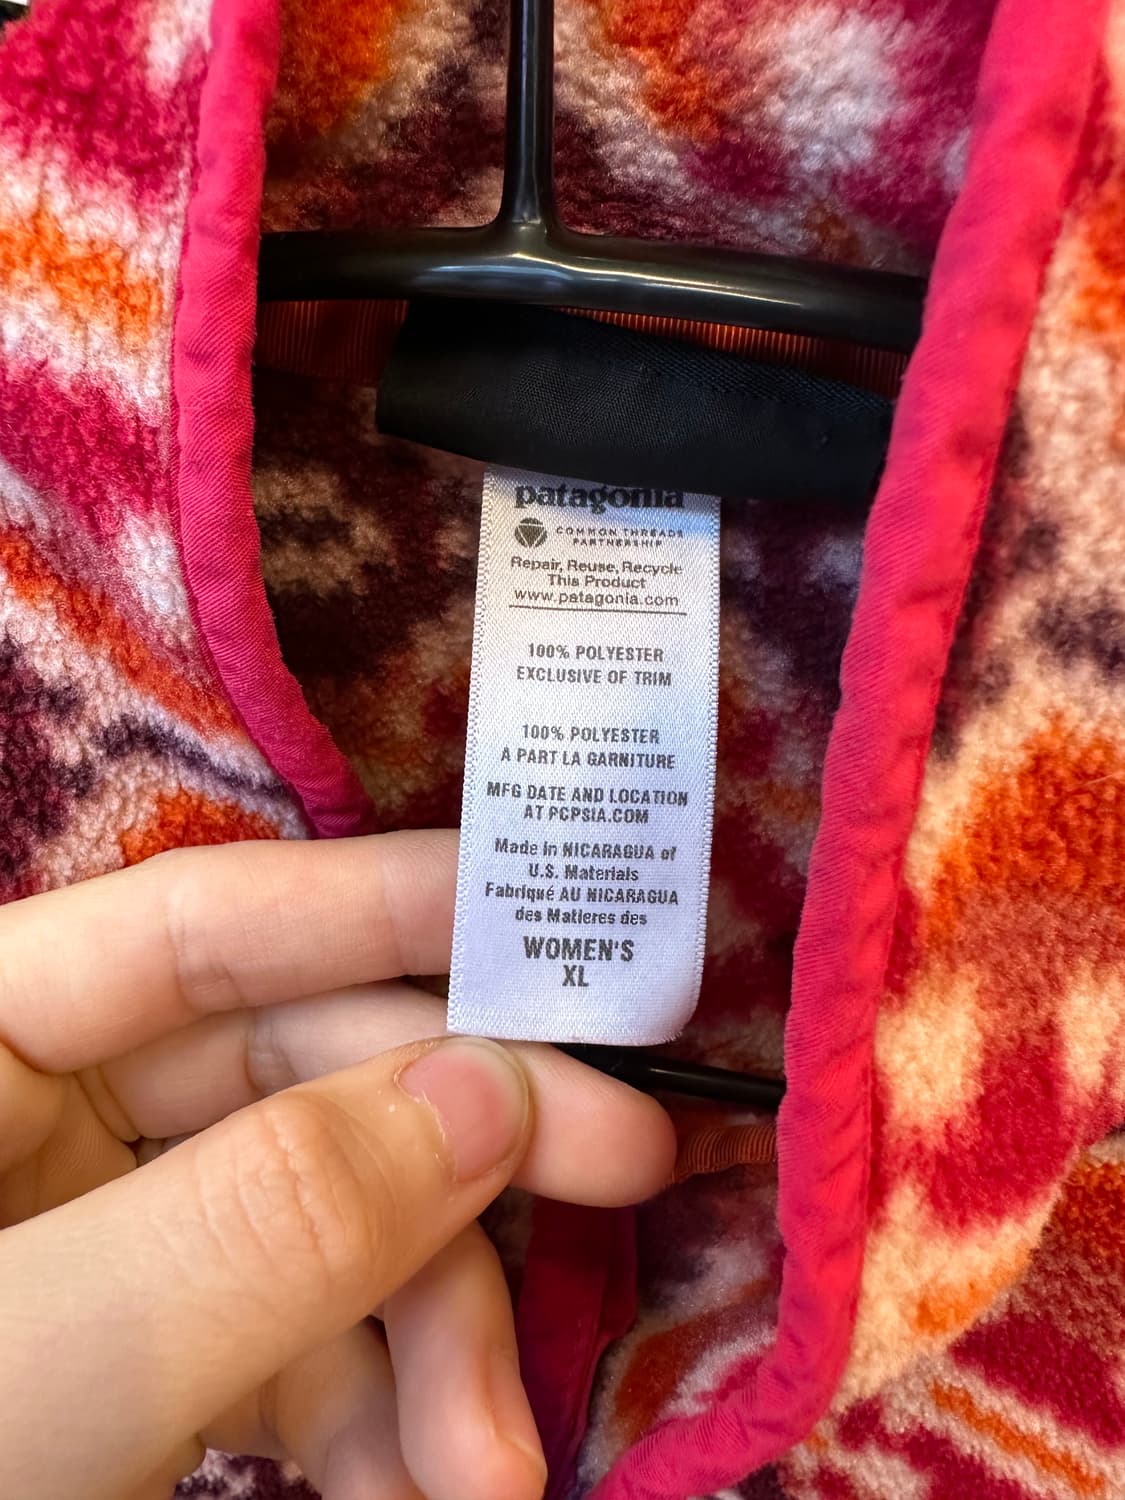 patagonia
COMMON THREADS
PARTNERSHIP
Repair, Reuse, Recycle
This Product
www.patagonia.com
100% POLYESTER
EXCLUSIVE OF TRIM
100% POLYESTER
A PART LA GARNITURE
MFG DATE AND LOCATION
AT PCPSIA.COM
Made in NICARAGUA of
U.S. Materials
Fabriqué AU NICARAGUA
des Matieres des
WOMEN'S
XL